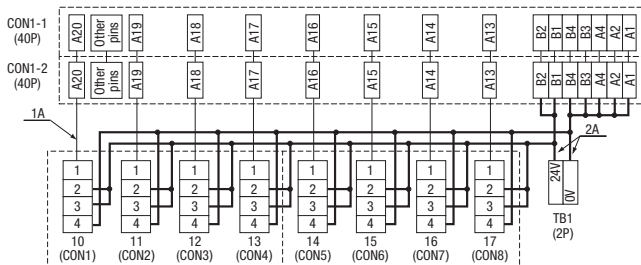 CON1-1 A20 Other pins A19 A18 A17 A16 A15 A14 A13 B2 B1 B4 B3 A4 A2 A1
(40P)
CON1-2 A20 Other pins A19 A18 A17 A16 A15 A14 A13 B2 B1 B4 B3 A4 A2 A1
(40P)
1A
2A
1 1 1 1 1 1 1 1 24V 0V
2 2 2 2 2 2 2 2
3 3 3 3 3 3 3 3
4 4 4 4 4 4 4 4
TB1
(2P)
10 11 12 13 14 15 16 17
(CON1) (CON2) (CON3) (CON4) (CON5) (CON6) (CON7) (CON8)